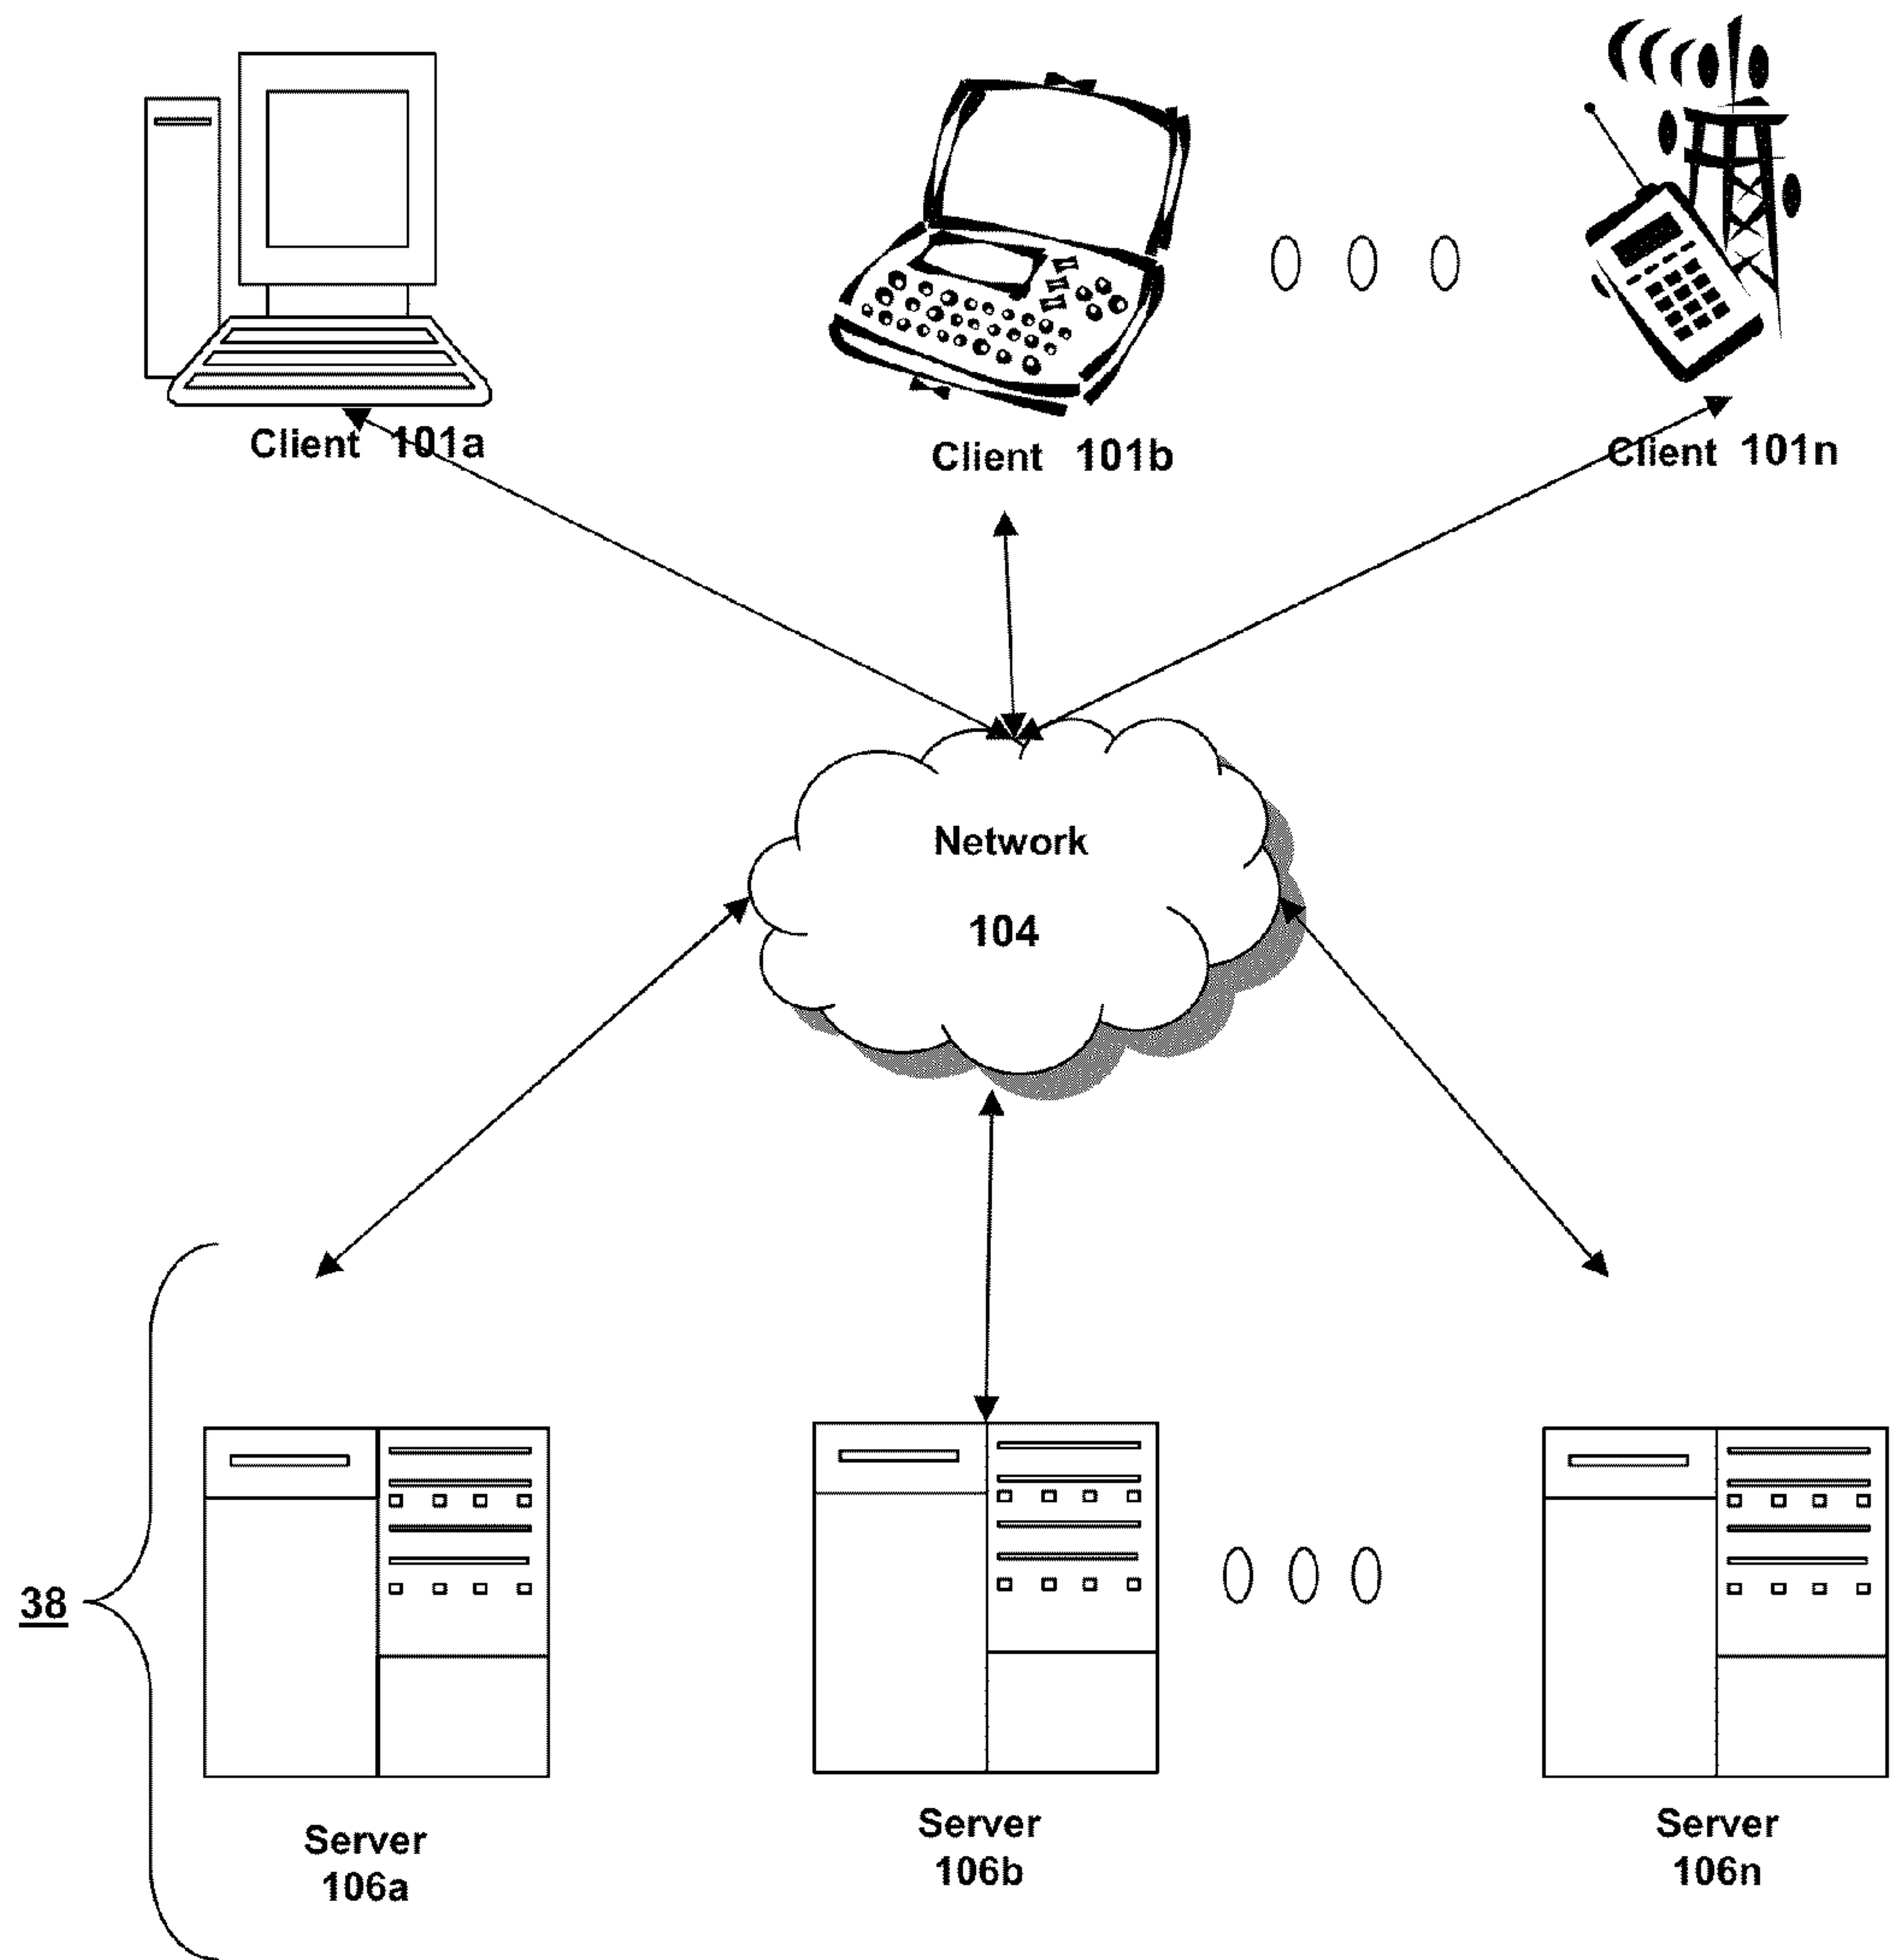 Client 101a
Client 101b
Client 101n
Network
104
38
Server
106a
Server
106b
Server
106n